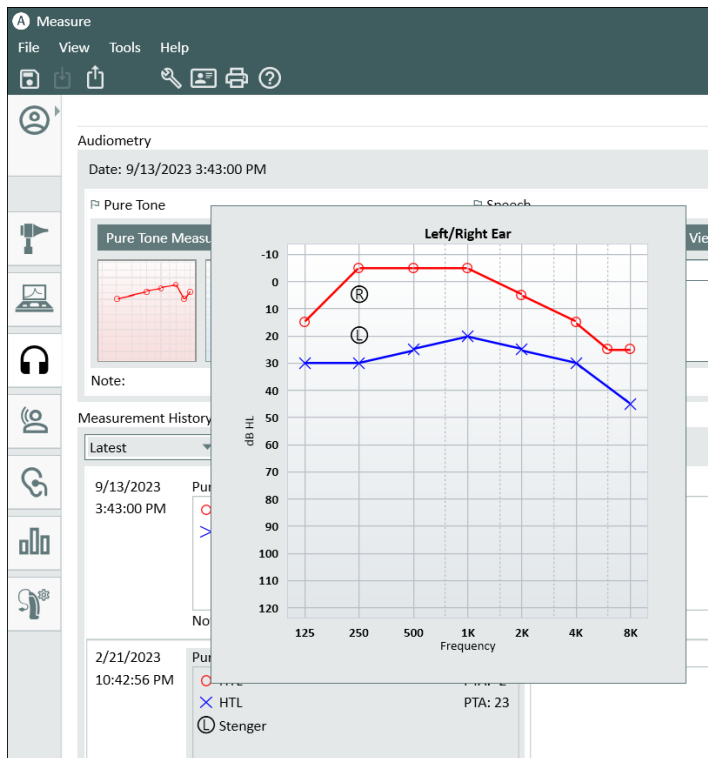 A Measure
File View Tools Help
Audiometry
Date: 9/13/2023 3:43:00 PM
Pure Tone
Speech
Pure Tone Measu
Vie
Left/Right Ear
-10
0
10
20
30
40
50
60
70
80
90
100
110
120
dB HL
R
L
125 250 500 1K 2K 4K 8K
Frequency
Note:
Measurement History
Latest
9/13/2023
3:43:00 PM
Pu
No
2/21/2023
10:42:56 PM
Pu
HTL
HTL PTA: 23
L Stenger